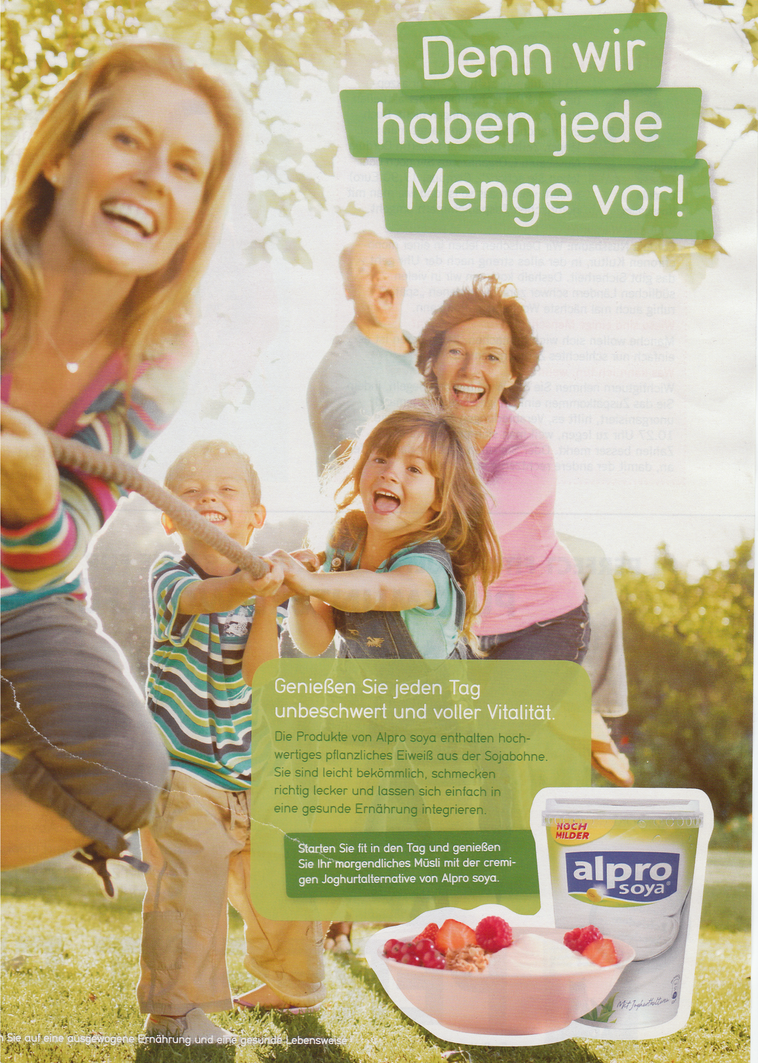 Denn wir
haben jede
Menge vor!
Genießen Sie jeden Tag
unbeschwert und voller Vitalität.
Die Produkte von Alpro soya enthalten hoch-
wertiges pflanzliches Eiweiß aus der Sojabohne.
Sie sind leicht bekömmlich, schmecken
richtig lecker und lassen sich einfach in
eine gesunde Ernährung integrieren.
Starten Sie fit in den Tag und genießen
Sie Ihr morgendliches Müsli mit der cremi-
gen Joghurtalternative von Alpro soya.
NOCH
MILDER
alpro
soya®
Sie auf eine ausgewogene Ernährung und eine gesunde Lebensweise